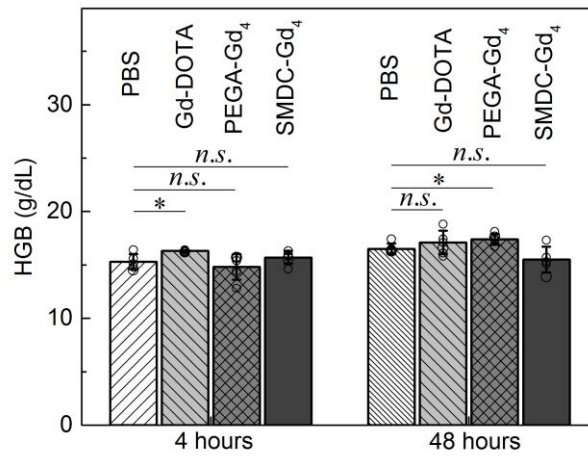 PBS
Gd-DOTA
PEGA-Gd4
SMDC-Gd4
PBS
Gd-DOTA
PEGA-Gd4
SMDC-Gd4
HGB (g/dL)
30
20
10
0
n.s.
n.s.
*
n.s.
*
n.s.
4 hours
48 hours